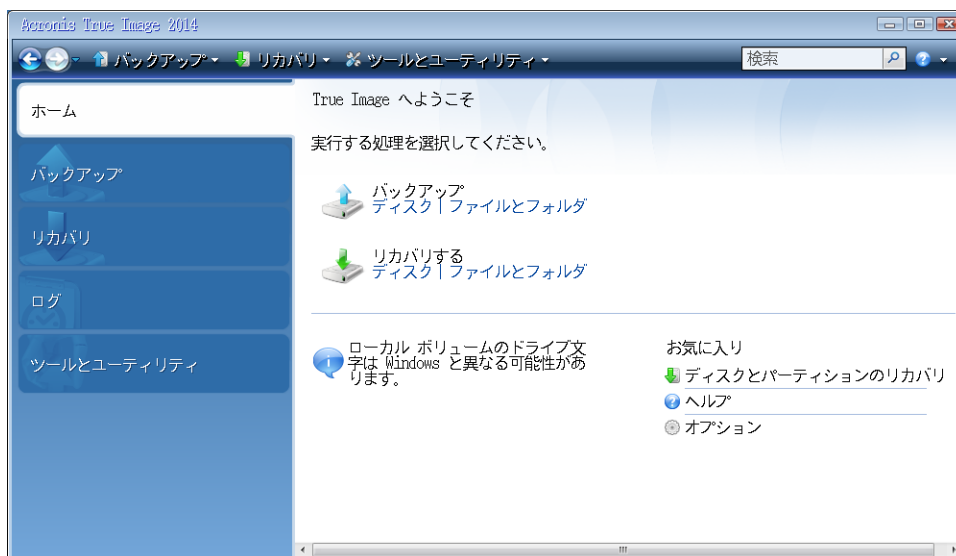 Acronis True Image 2014
バックアップ リカバリ ツールとユーティリティ 検索
ホーム
バックアップ
リカバリ
ログ
ツールとユーティリティ
True Image へようこそ
実行する処理を選択してください。
バックアップ
ディスク | ファイルとフォルダ
リカバリする
ディスク | ファイルとフォルダ
ローカル ボリュームのドライブ文
字は Windows と異なる可能性があ
ります。
お気に入り
ディスクとパーティションのリカバリ
ヘルプ
オプション